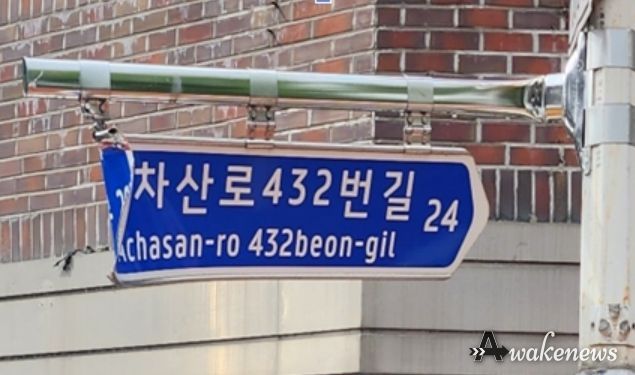 차산로432번길 24
Achasan-ro 432beon-gil
Awakenews